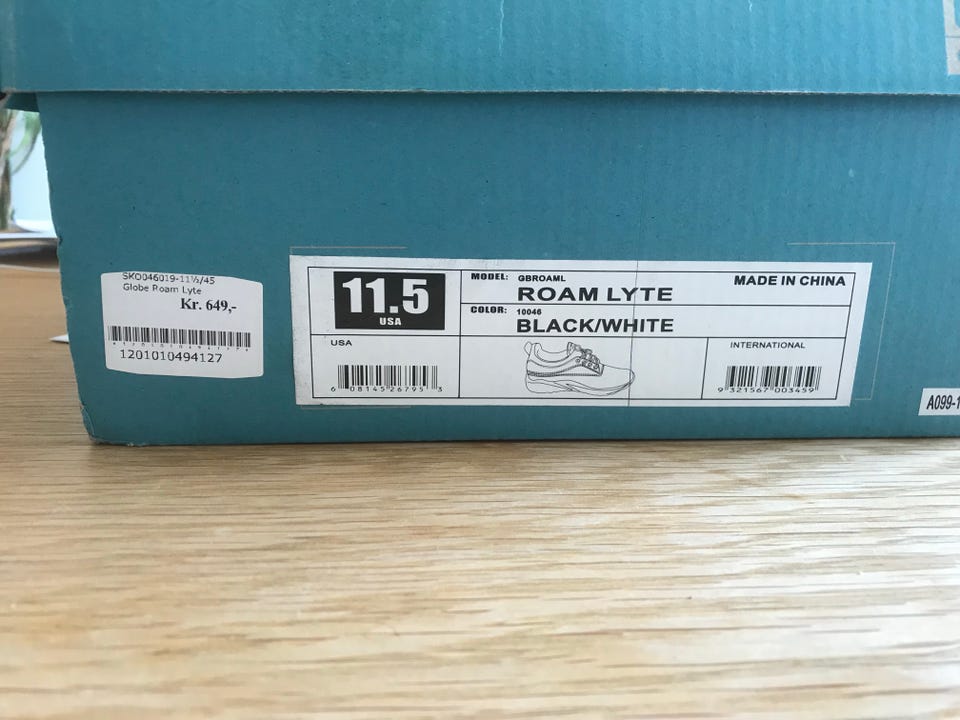 SKO046019-11½/45
Globe Roam Lyte
Kr. 649,-
1201010494127
11.5
USA
MODEL: GBROAML
ROAM LYTE
MADE IN CHINA
COLOR: 10046
BLACK/WHITE
USA
6 08145 26795 3
INTERNATIONAL
9 321567 003459
A099-1